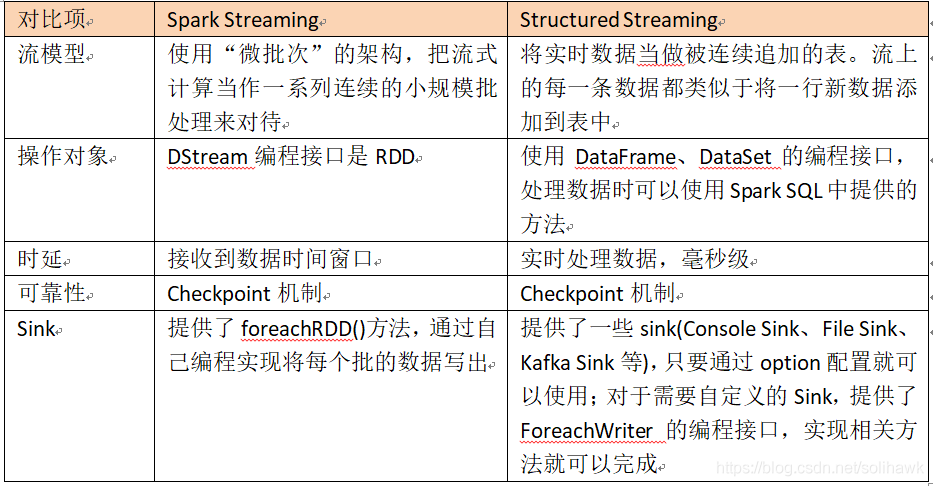 对比项 Spark Streaming Structured Streaming
流模型 使用“微批次”的架构，把流式 将实时数据当做被连续追加的表。流上
计算当作一系列连续的小规模批 的每一条数据都类似于将一行新数据添
处理来对待 加到表中
操作对象 DStream 编程接口是 RDD 使用 DataFrame、DataSet 的编程接口，
处理数据时可以使用 Spark SQL 中提供的
方法
时延 接收到数据时间窗口 实时处理数据，毫秒级
可靠性 Checkpoint 机制 Checkpoint 机制
Sink 提供了 foreachRDD()方法，通过自 提供了一些 sink(Console Sink、File Sink、
己编程实现将每个批的数据写出 Kafka Sink 等)，只要通过 option 配置就可
以使用；对于需要自定义的 Sink，提供了
ForeachWriter 的编程接口，实现相关方
法就可以完成
https://blog.csdn.net/solihawk